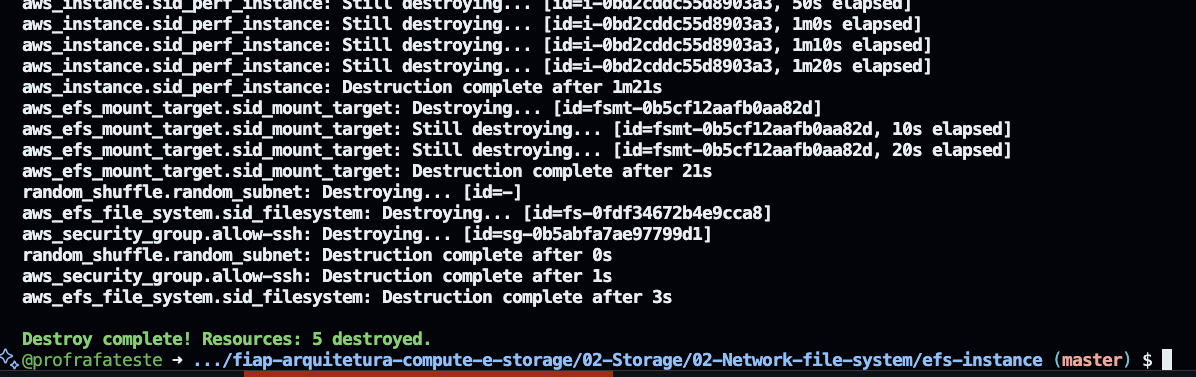 aws_instance.sid_perf_instance: Still destroying... [id=i-0bd2cddc55d8903a3, 50s elapsed]
aws_instance.sid_perf_instance: Still destroying... [id=i-0bd2cddc55d8903a3, 1m0s elapsed]
aws_instance.sid_perf_instance: Still destroying... [id=i-0bd2cddc55d8903a3, 1m10s elapsed]
aws_instance.sid_perf_instance: Still destroying... [id=i-0bd2cddc55d8903a3, 1m20s elapsed]
aws_instance.sid_perf_instance: Destruction complete after 1m21s
aws_efs_mount_target.sid_mount_target: Destroying... [id=fsmt-0b5cf12aafb0aa82d]
aws_efs_mount_target.sid_mount_target: Still destroying... [id=fsmt-0b5cf12aafb0aa82d, 10s elapsed]
aws_efs_mount_target.sid_mount_target: Still destroying... [id=fsmt-0b5cf12aafb0aa82d, 20s elapsed]
aws_efs_mount_target.sid_mount_target: Destruction complete after 21s
random_shuffle.random_subnet: Destroying... [id=-]
aws_efs_file_system.sid_filesystem: Destroying... [id=fs-0fdf34672b4e9cca8]
aws_security_group.allow-ssh: Destroying... [id=sg-0b5abfa7ae97799d1]
random_shuffle.random_subnet: Destruction complete after 0s
aws_security_group.allow-ssh: Destruction complete after 1s
aws_efs_file_system.sid_filesystem: Destruction complete after 3s
Destroy complete! Resources: 5 destroyed.
@profrafateste ➜ .../fiap-arquitetura-compute-e-storage/02-Storage/02-Network-file-system/efs-instance (master) $